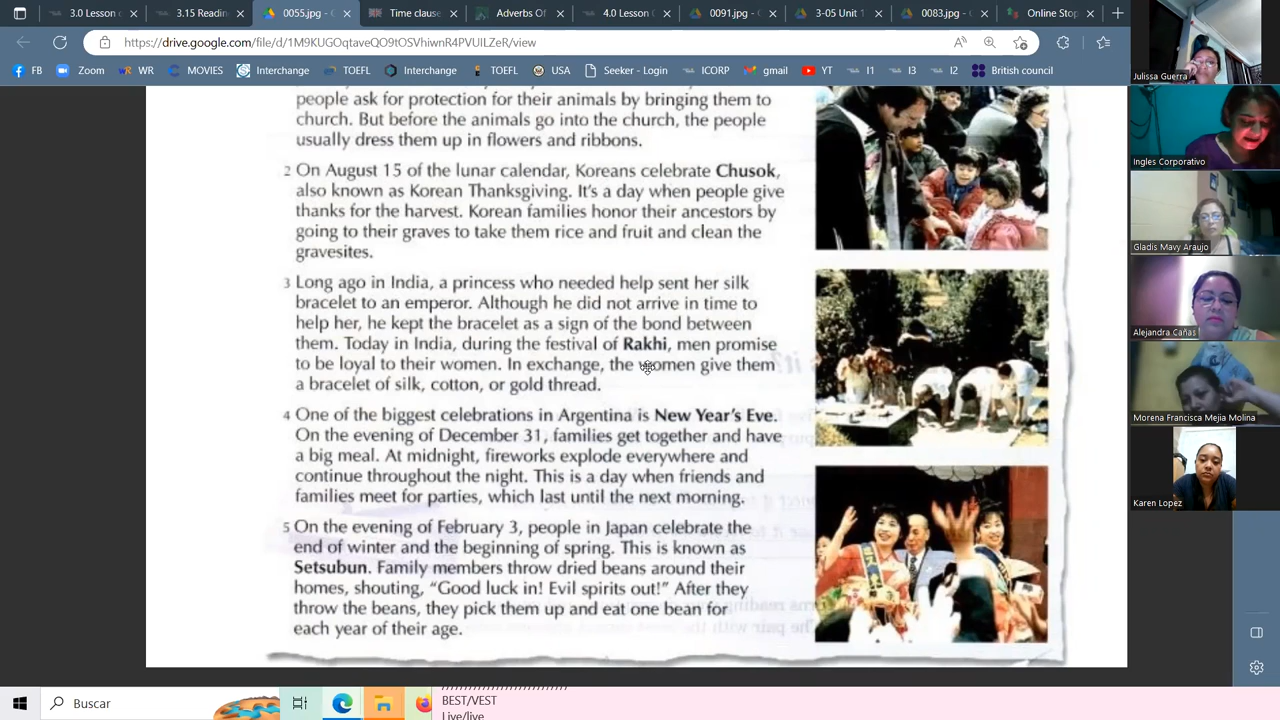 3.0 Lesson
3.15 Readin
0055.jpg - G
Time clause
Adverbs Of
4.0 Lesson C
0091.jpg - G
3-05 Unit 1
0083.jpg - G
Online Stop
https://drive.google.com/file/d/1M9KUGOqtaveQO9tOSVhiwnR4PVUILZeR/view
FB
Zoom
WR
MOVIES
Interchange
TOEFL
Interchange
TOEFL
USA
Seeker - Login
ICORP
gmail
YT
I1
I3
I2
British council
people ask for protection for their animals by bringing them to
church. But before the animals go into the church, the people
usually dress them up in flowers and ribbons.
2 On August 15 of the lunar calendar, Koreans celebrate Chusok,
also known as Korean Thanksgiving. It's a day when people give
thanks for the harvest. Korean families honor their ancestors by
going to their graves to take them rice and fruit and clean the
gravesites.
3 Long ago in India, a princess who needed help sent her silk
bracelet to an emperor. Although he did not arrive in time to
help her, he kept the bracelet as a sign of the bond between
them. Today in India, during the festival of Rakhi, men promise
to be loyal to their women. In exchange, the women give them
a bracelet of silk, cotton, or gold thread.
4 One of the biggest celebrations in Argentina is New Year's Eve.
On the evening of December 31, families get together and have
a big meal. At midnight, fireworks explode everywhere and
continue throughout the night. This is a day when friends and
families meet for parties, which last until the next morning.
5 On the evening of February 3, people in Japan celebrate the
end of winter and the beginning of spring. This is known as
Setsubun. Family members throw dried beans around their
homes, shouting, "Good luck in! Evil spirits out!" After they
throw the beans, they pick them up and eat one bean for
each year of their age.
Julissa Guerra
Ingles Corporativo
Gladis Mavy Araujo
Alejandra Cañas
Morena Francisca Mejia Molina
Karen Lopez
Buscar
BEST/VEST
Live/live